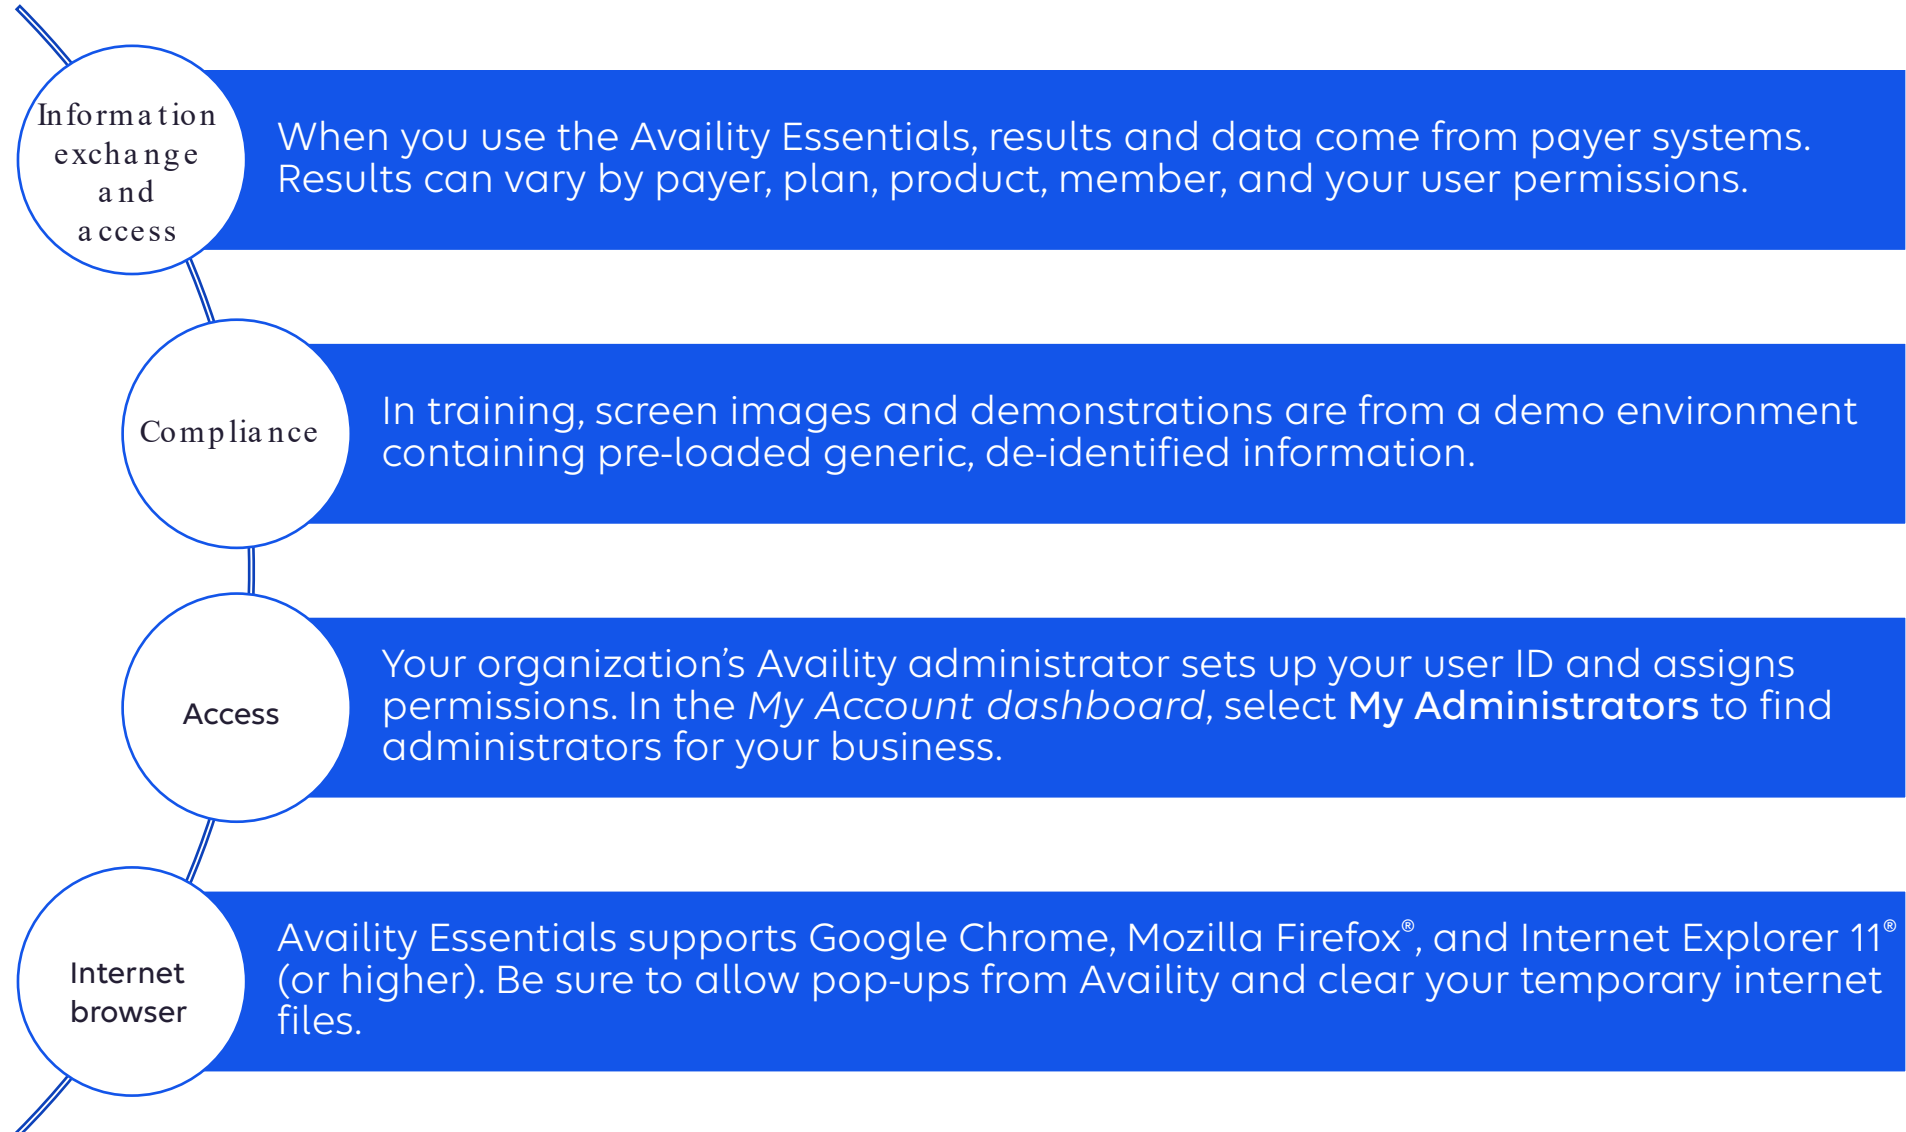 Information
exchange
and
access
When you use the Availity Essentials, results and data come from payer systems.
Results can vary by payer, plan, product, member, and your user permissions.
Compliance
In training, screen images and demonstrations are from a demo environment
containing pre-loaded generic, de-identified information.
Access
Your organization’s Availity administrator sets up your user ID and assigns
permissions. In the My Account dashboard, select My Administrators to find
administrators for your business.
Internet
browser
Availity Essentials supports Google Chrome, Mozilla Firefox®, and Internet Explorer 11®
(or higher). Be sure to allow pop-ups from Availity and clear your temporary internet
files.